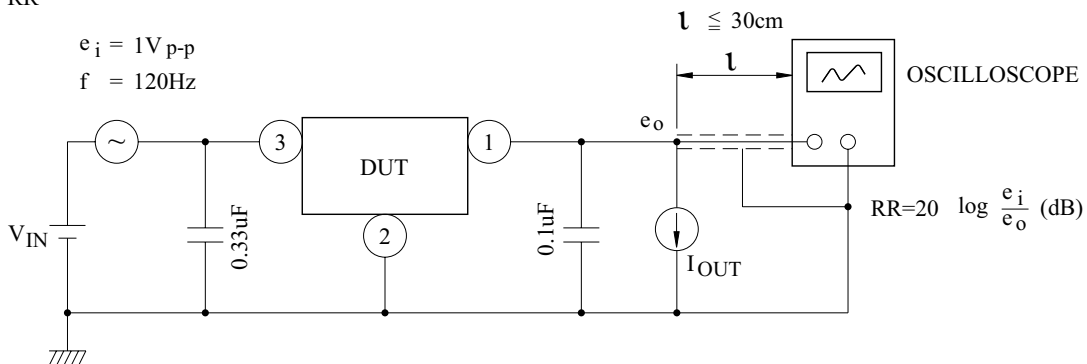 RR
l ≦ 30cm
e i = 1V p-p
f = 120Hz
l
OSCILLOSCOPE
e o
~
3
1
DUT
2
V IN
0.33uF
0.1uF
I OUT
RR=20 log e i / e o (dB)